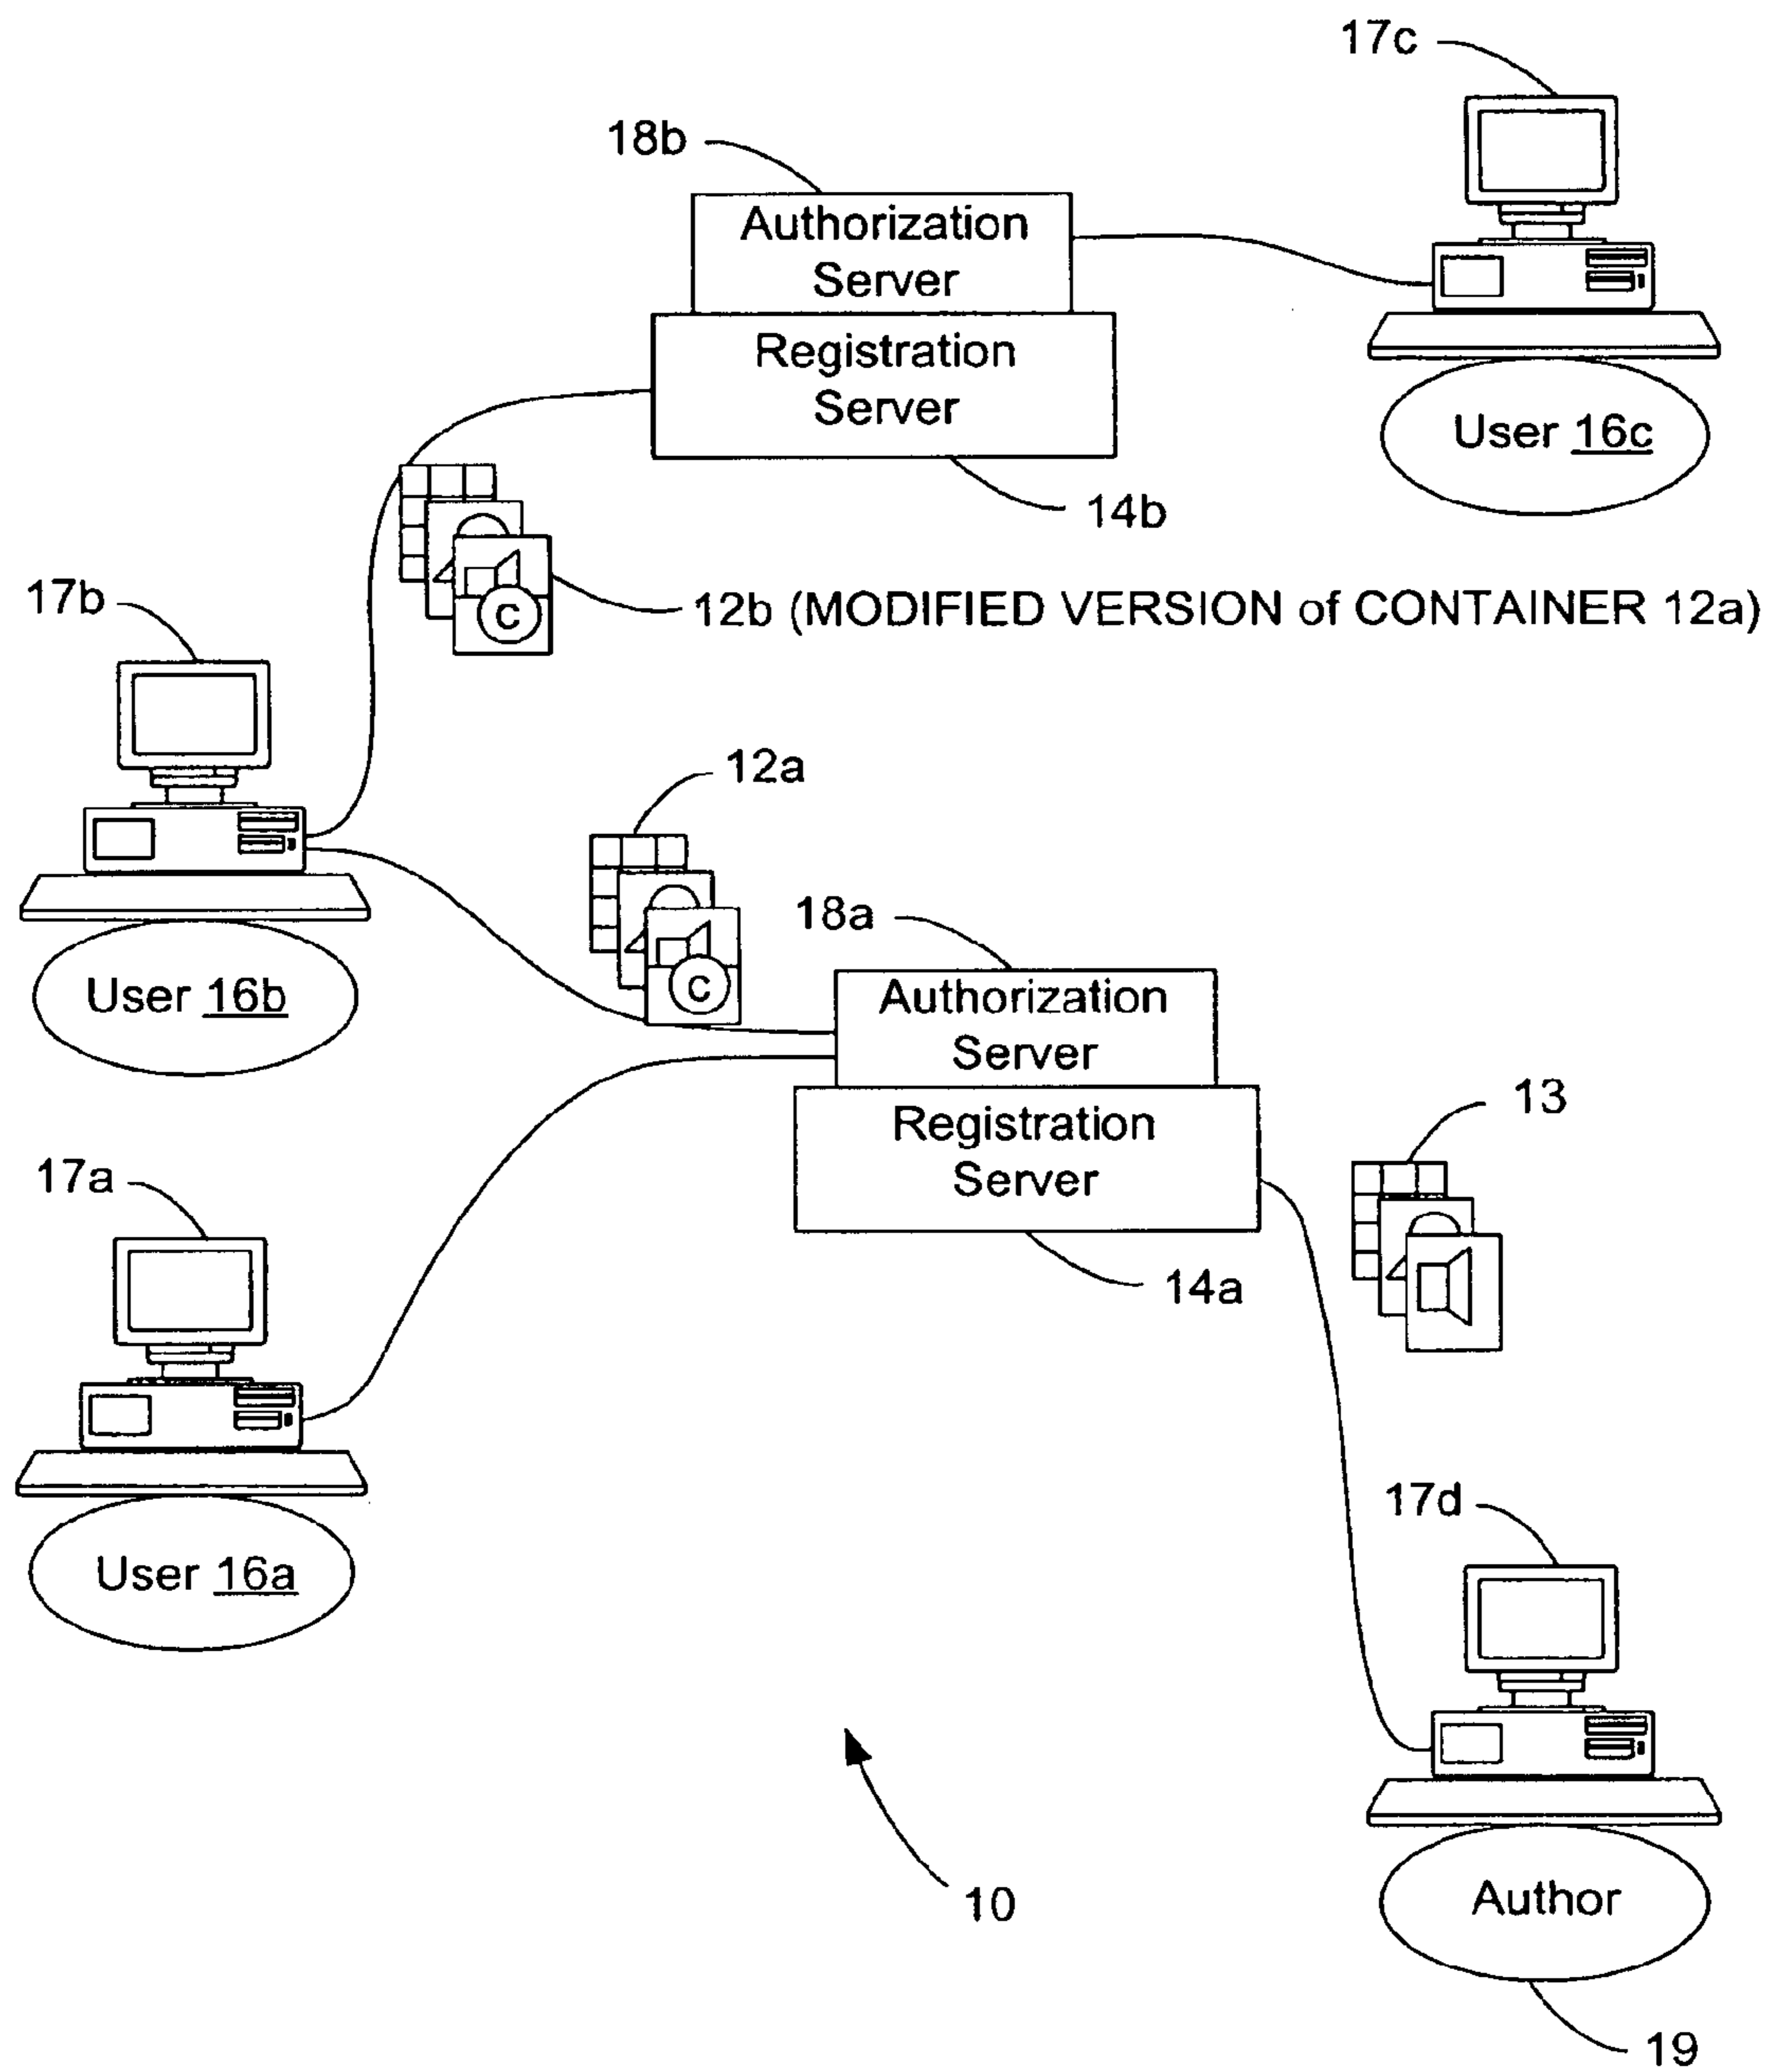 17c
18b
Authorization
Server
Registration
Server
User 16c
14b
17b
C
12b (MODIFIED VERSION of CONTAINER 12a)
12a
18a
C
User 16b
Authorization
Server
13
Registration
Server
17a
14a
17d
User 16a
10
Author
19